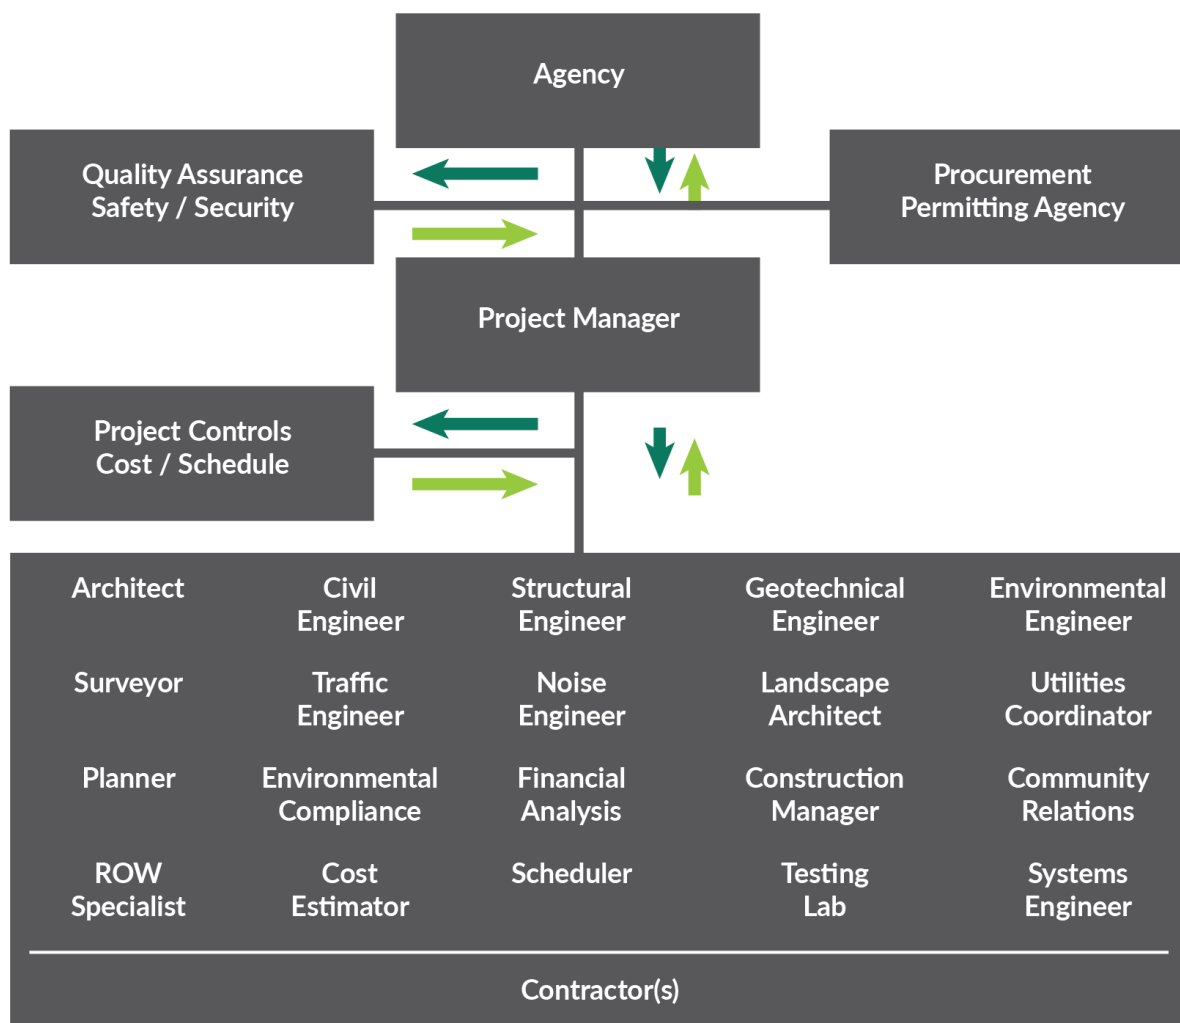 Agency
Quality Assurance
Safety / Security
Procurement
Permitting Agency
Project Manager
Project Controls
Cost / Schedule
Architect
Civil
Engineer
Structural
Engineer
Geotechnical
Engineer
Environmental
Engineer
Surveyor
Traffic
Engineer
Noise
Engineer
Landscape
Architect
Utilities
Coordinator
Planner
Environmental
Compliance
Financial
Analysis
Construction
Manager
Community
Relations
ROW
Specialist
Cost
Estimator
Scheduler
Testing
Lab
Systems
Engineer
Contractor(s)